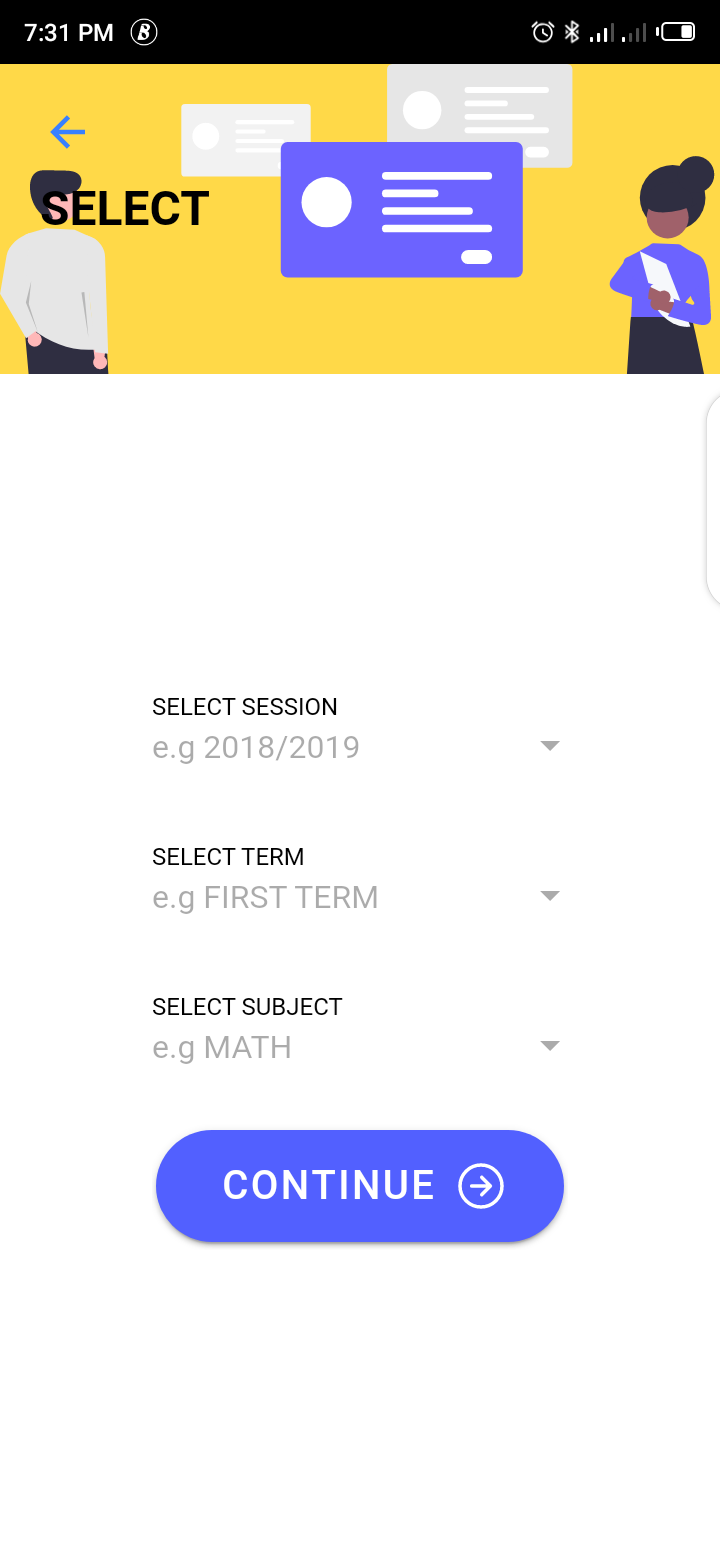 7:31 PM
SELECT
SELECT SESSION
e.g 2018/2019
SELECT TERM
e.g FIRST TERM
SELECT SUBJECT
e.g MATH
CONTINUE